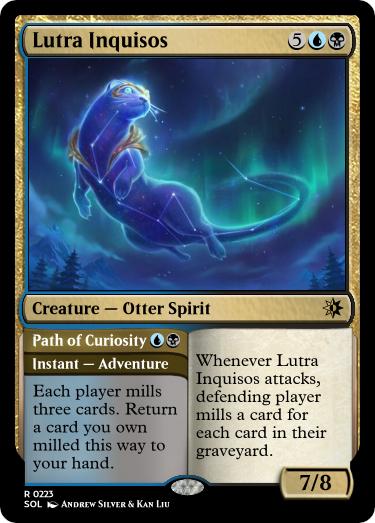 Lutra Inquisos 5
Creature — Otter Spirit
Path of Curiosity
Instant — Adventure
Each player mills
three cards. Return
a card you own
milled this way to
your hand.
Whenever Lutra
Inquisos attacks,
defending player
mills a card for
each card in their
graveyard.
7/8
R 0223
SOL Andrew Silver & Kan Liu